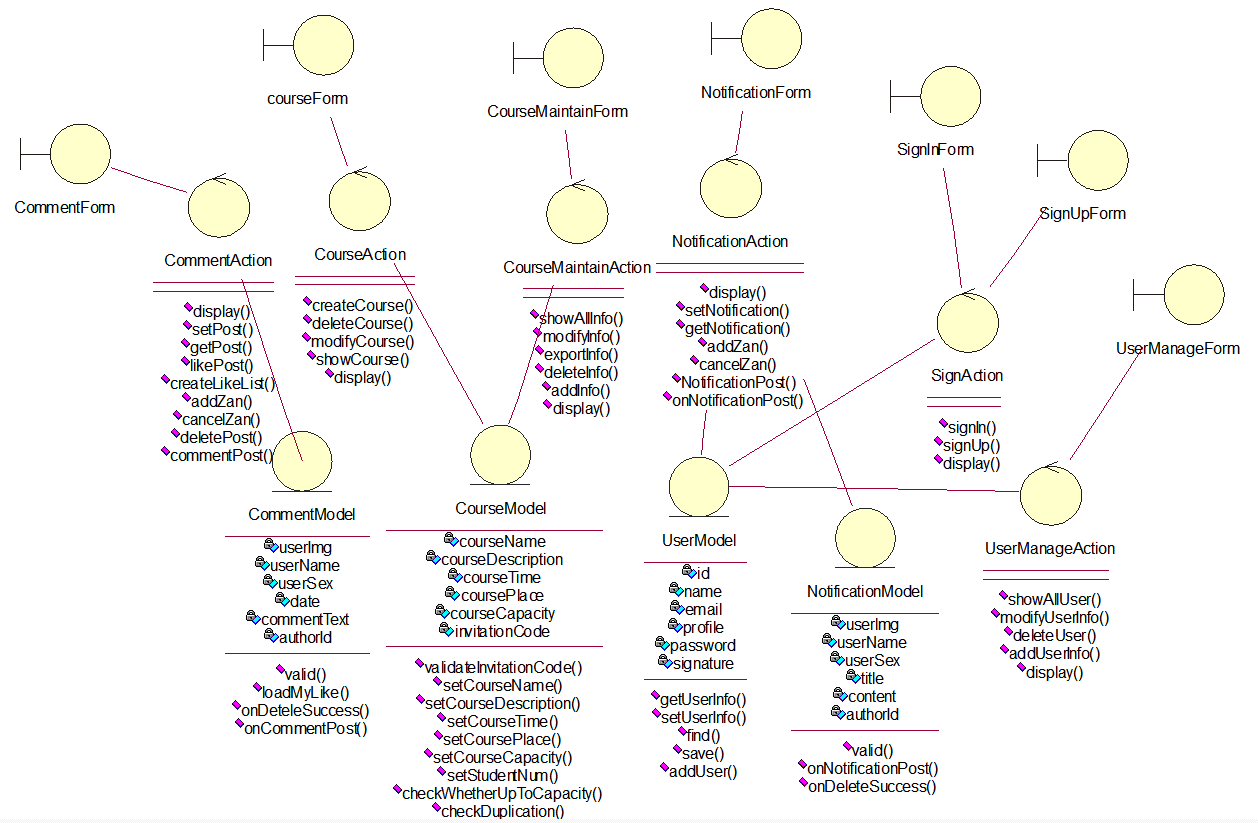 courseForm
CourseMaintainForm
NotificationForm
SignInForm
SignUpForm
CommentForm
UserManageForm
CommentAction
display()
setPost()
getPost()
likePost()
createLikeList()
addZan()
cancelZan()
deletePost()
commentPost()
CourseAction
createCourse()
deleteCourse()
modifyCourse()
showCourse()
display()
CourseMaintainAction
showAllInfo()
modifyInfo()
exportInfo()
deleteInfo()
addInfo()
display()
NotificationAction
display()
setNotification()
getNotification()
addZan()
cancelZan()
NotificationPost()
onNotificationPost()
SignAction
signIn()
signUp()
display()
CommentModel
userImg
userName
userSex
date
commentText
authorId
valid()
loadMyLike()
onDeteleSuccess()
onCommentPost()
CourseModel
courseName
courseDescription
courseTime
coursePlace
courseCapacity
invitationCode
validateInvitationCode()
setCourseName()
setCourseDescription()
setCourseTime()
setCoursePlace()
setCourseCapacity()
setStudentNum()
checkWhetherUpToCapacity()
checkDuplication()
UserModel
id
name
email
profile
password
signature
getUserInfo()
setUserInfo()
find()
save()
addUser()
NotificationModel
userImg
userName
userSex
title
content
authorId
valid()
onNotificationPost()
onDeleteSuccess()
UserManageAction
showAllUser()
modifyUserInfo()
deleteUser()
addUserInfo()
display()